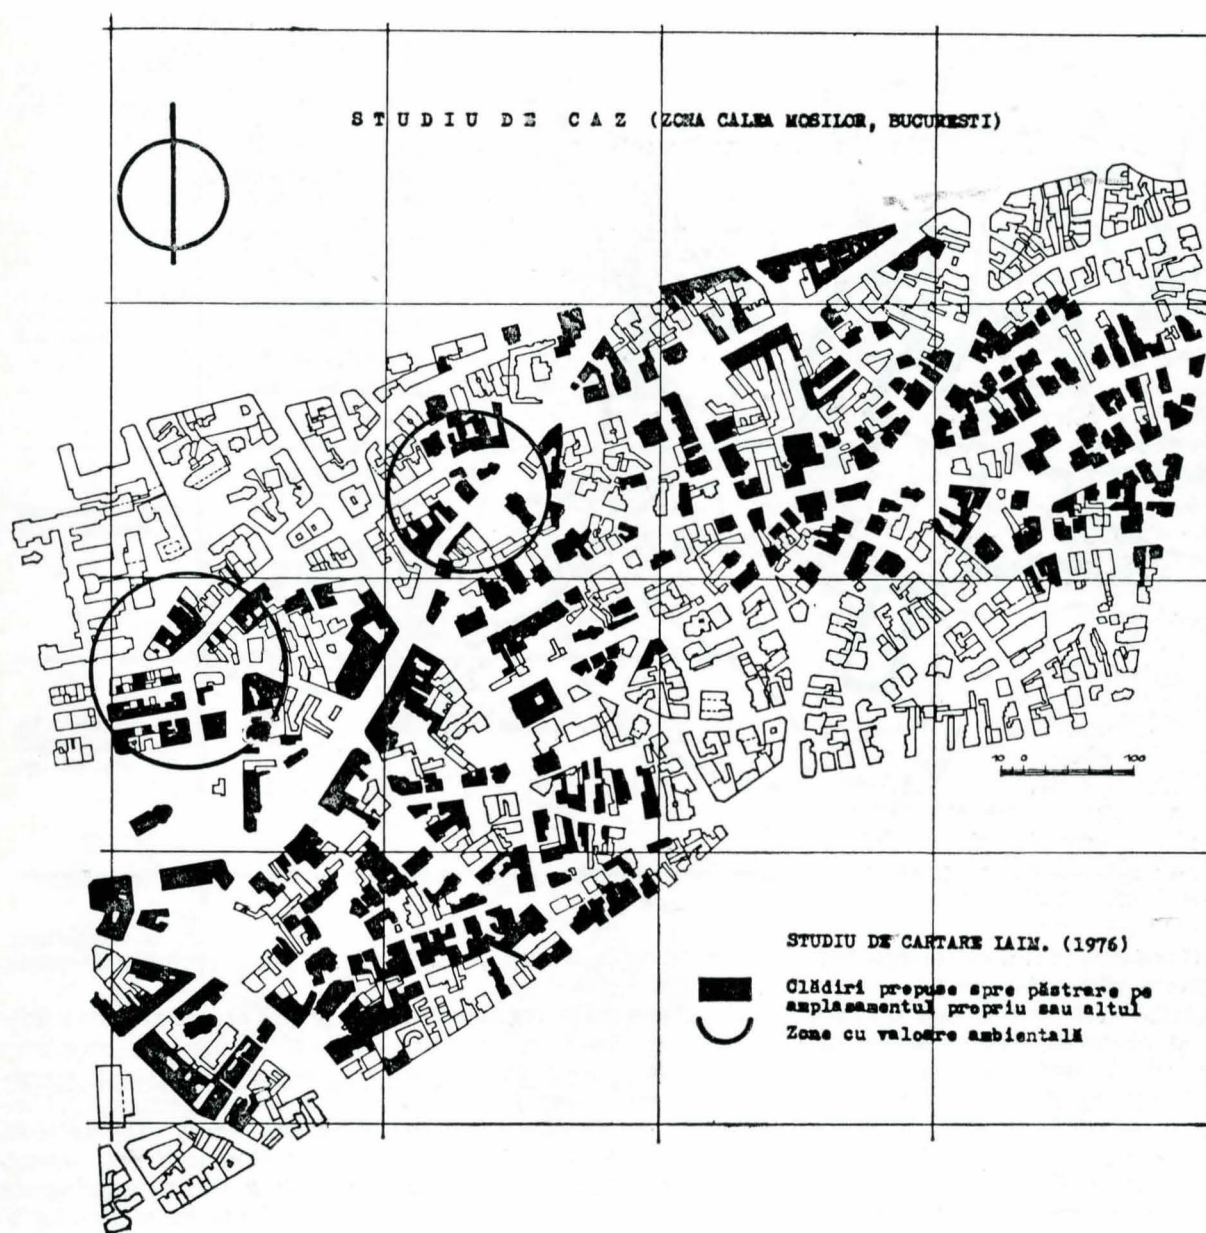 STUDIU DE CAZ (ZONA CALEA MOSILOR, BUCURESTI)
10 0 100
STUDIU DE CARTARE IAIM. (1976)
Clădiri propuse spre păstrare pe
amplasamentul propriu sau altul
Zone cu valoare ambientală